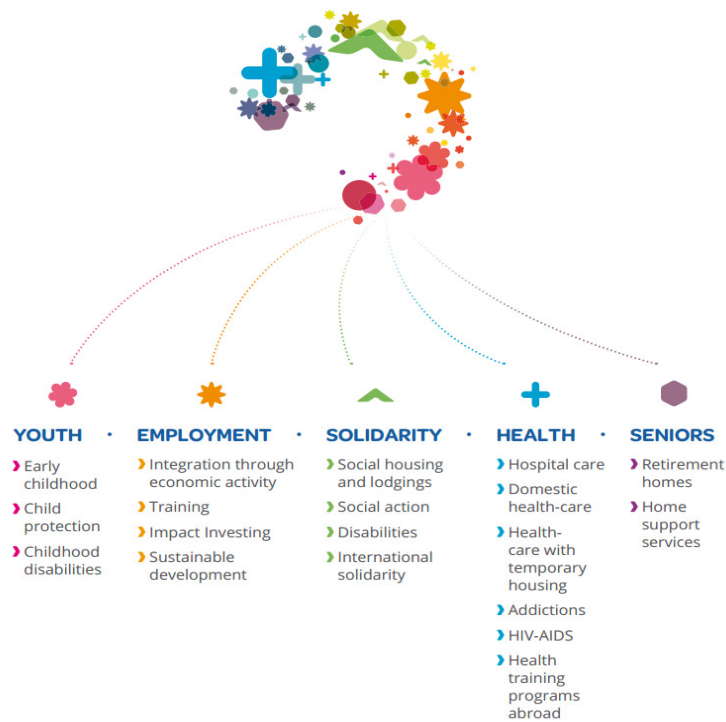 YOUTH • EMPLOYMENT • SOLIDARITY • HEALTH • SENIORS
Early
childhood
Child
protection
Childhood
disabilities
Integration through
economic activity
Training
Impact Investing
Sustainable
development
Social housing
and lodgings
Social action
Disabilities
International
solidarity
Hospital care
Domestic
health-care
Health-
care with
temporary
housing
Addictions
HIV-AIDS
Health
training
programs
abroad
Retirement
homes
Home
support
services